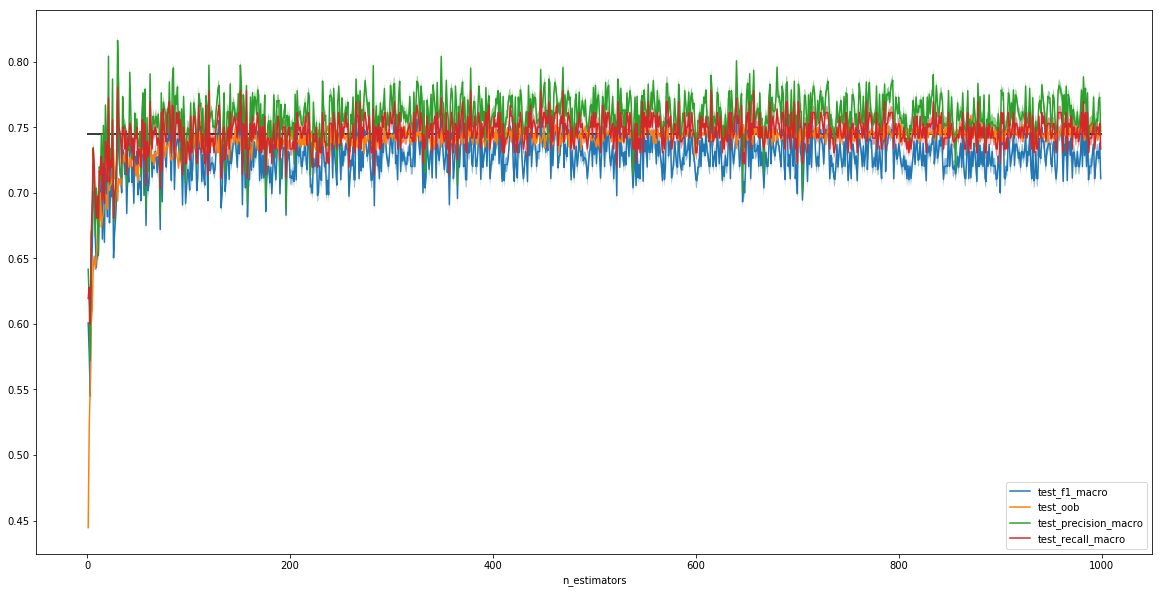 0.80
0.75
0.70
0.65
0.60
0.55
0.50
0.45
0 200 400 600 800 1000
n_estimators
test_f1_macro
test_oob
test_precision_macro
test_recall_macro